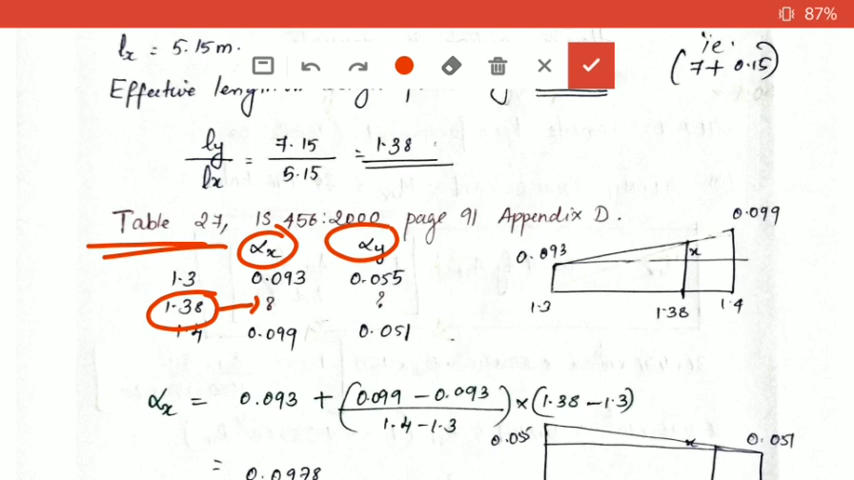 87%
lx = 5.15m.
ie.
(7 + 0.15)
Effective
ly/lx = 7.15/5.15 = 1.38
Table 27, IS 456:2000 page 91 Appendix D.
αx αy
1.3 0.093 0.055
1.38 ? ?
1.4 0.099 0.051
0.099
0.093 x
1.3 1.38 1.4
αx = 0.093 + (0.099 - 0.093 / 1.4 - 1.3) × (1.38 - 1.3)
0.055 x 0.051
= 0.0978